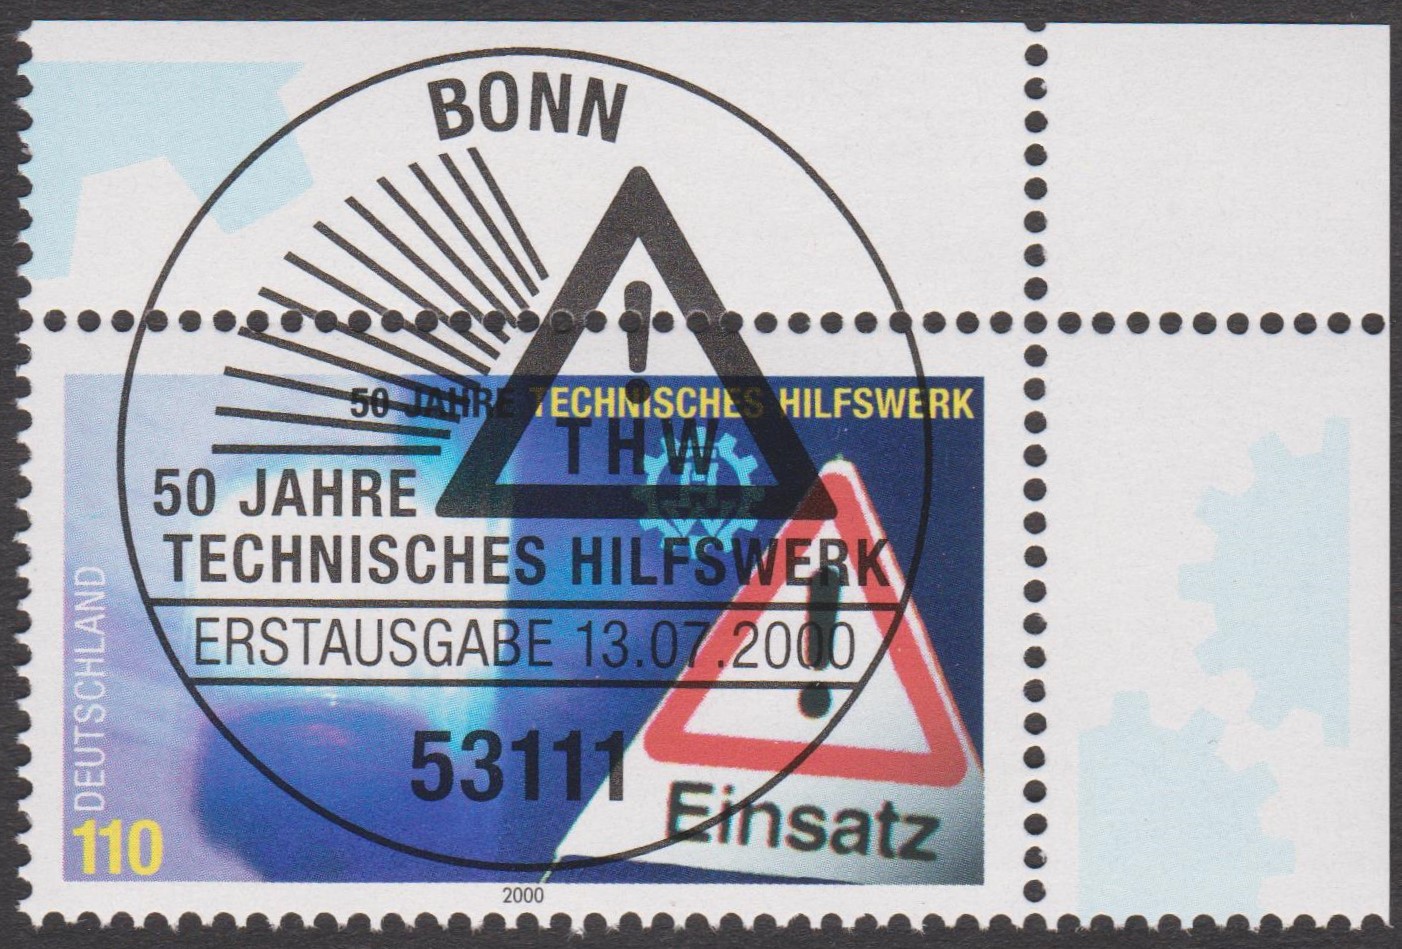 BONN
50 JAHRE TECHNISCHES HILFSWERK
THW
50 JAHRE
TECHNISCHES HILFSWERK
ERSTAUSGABE 13.07.2000
53111
Einsatz
DEUTSCHLAND
110
2000